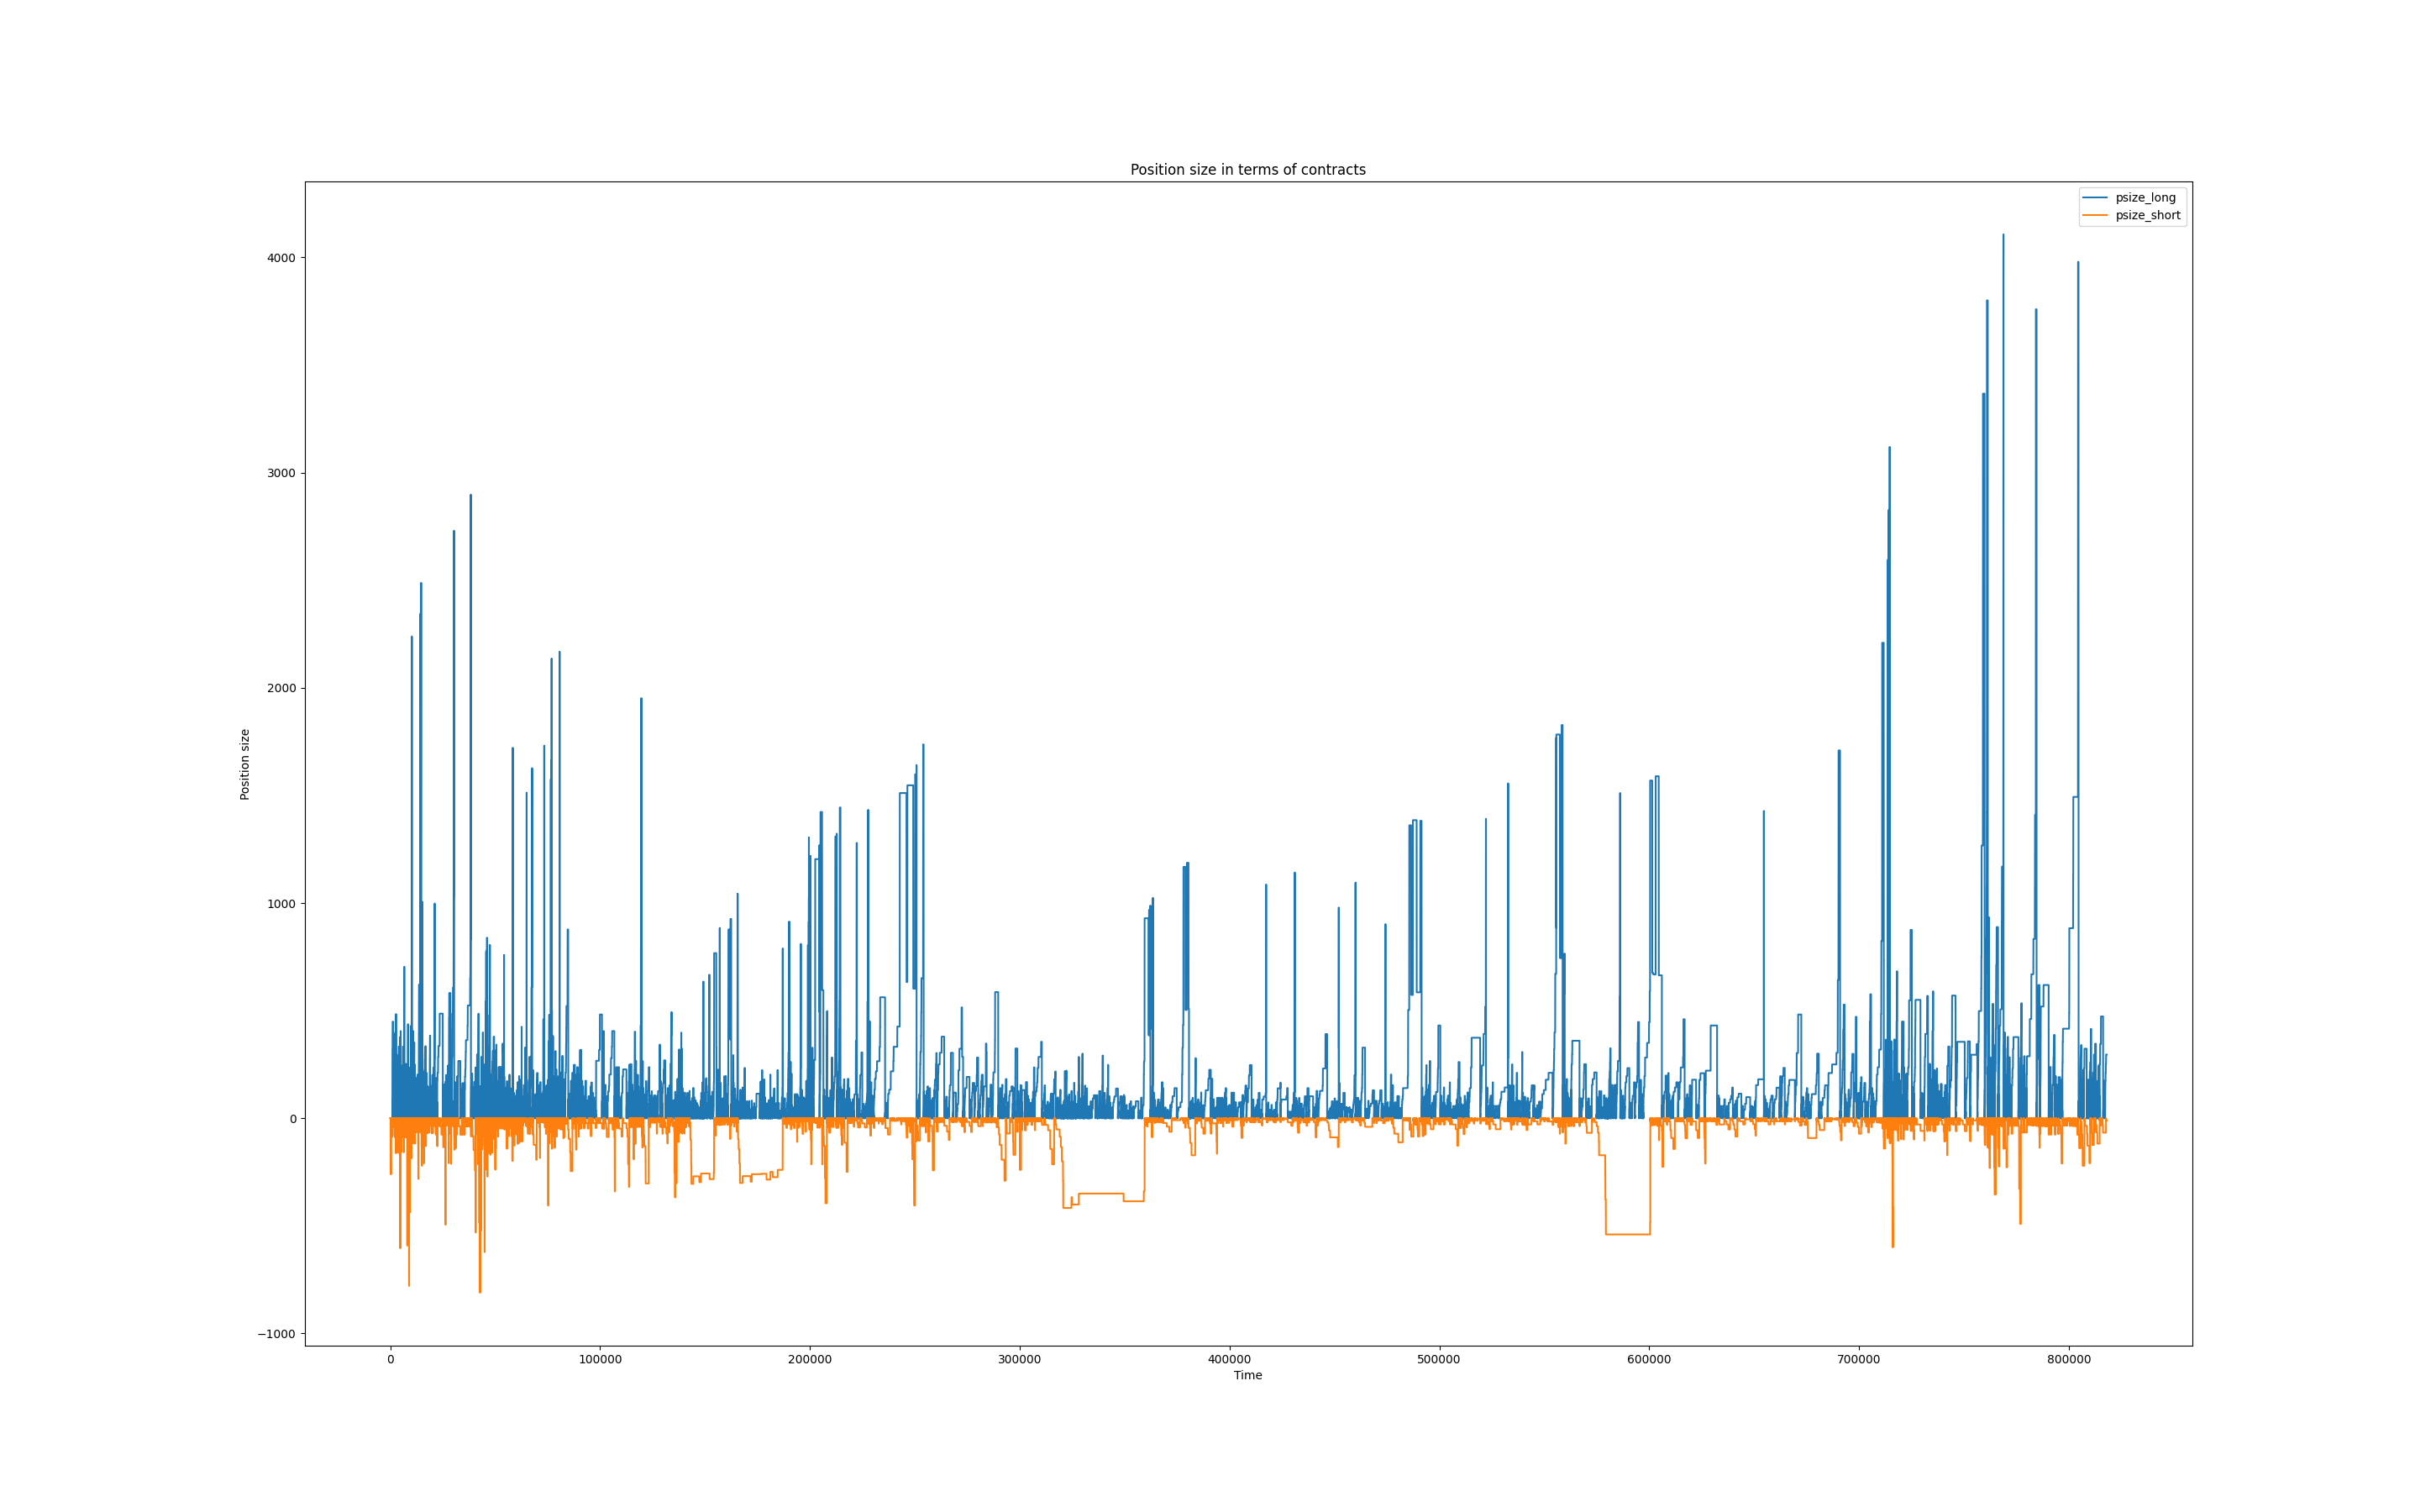 Position size in terms of contracts
psize_long
psize_short
4000
3000
2000
1000
0
−1000
Position size
0 100000 200000 300000 400000 500000 600000 700000 800000
Time